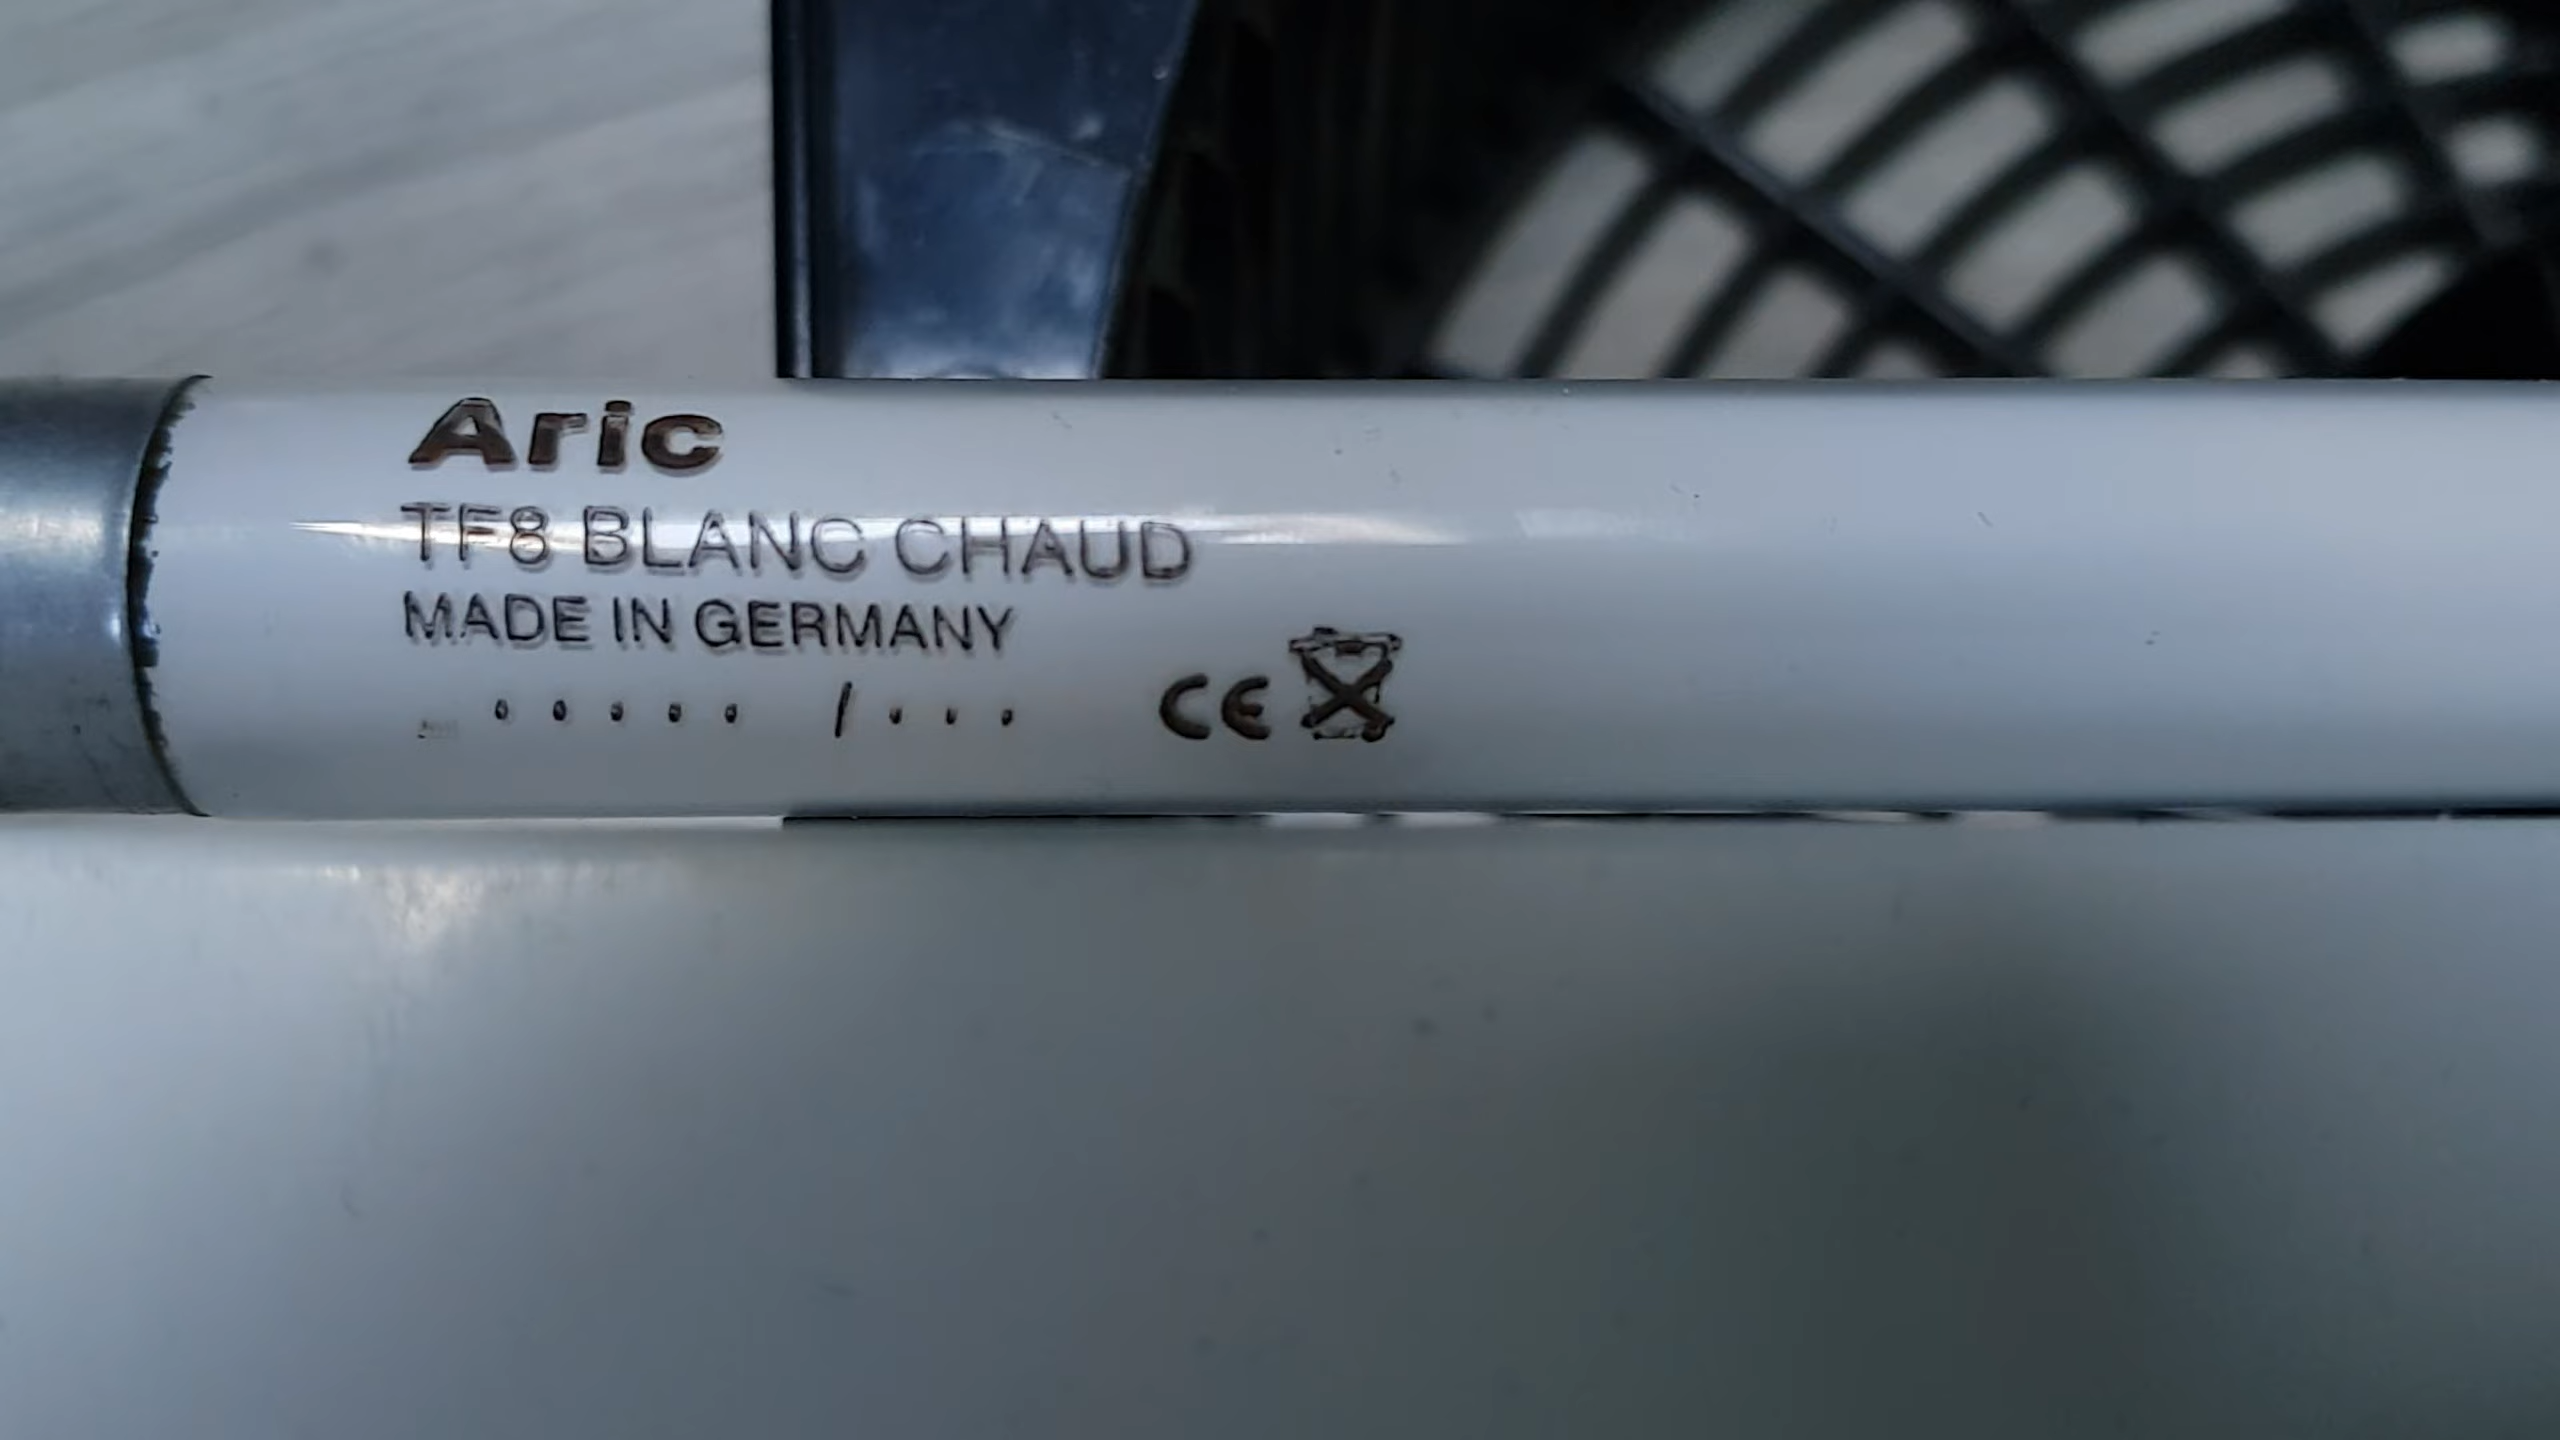 Aric
TF8 BLANC CHAUD
MADE IN GERMANY
. . . . . / . . . CE